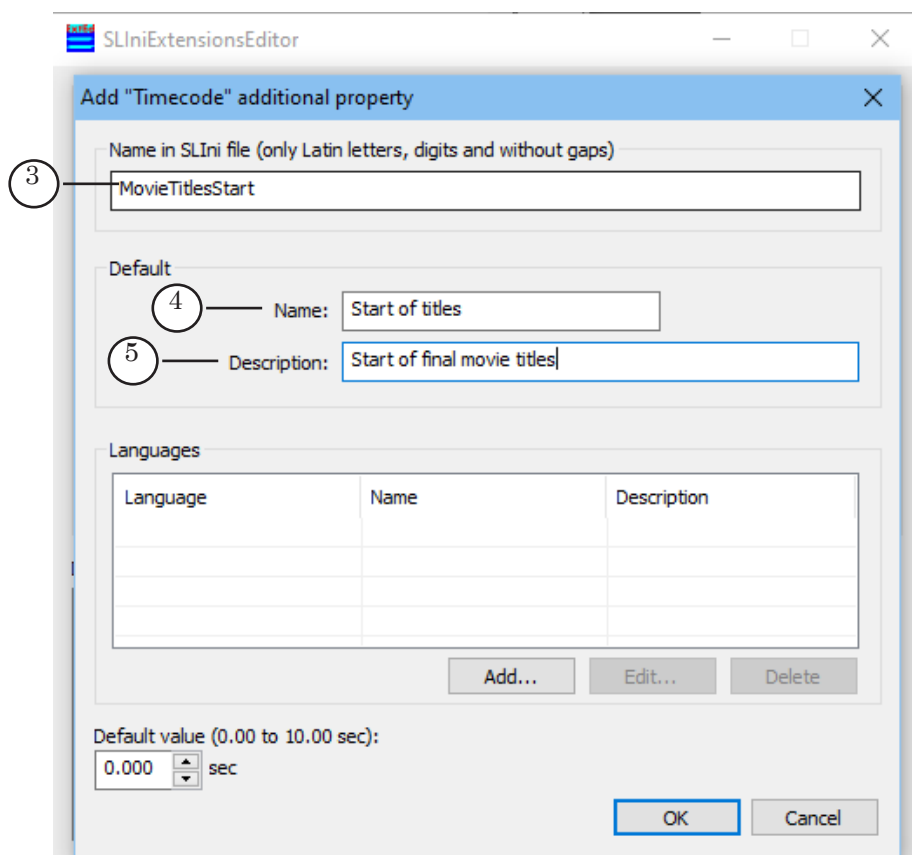 SLIniExtensionsEditor
Add "Timecode" additional property
Name in SLIni file (only Latin letters, digits and without gaps)
3
MovieTitlesStart
Default
4
Name: Start of titles
5
Description: Start of final movie titles
Languages
Language Name Description
Add... Edit... Delete
Default value (0.00 to 10.00 sec):
0.000 sec
OK Cancel